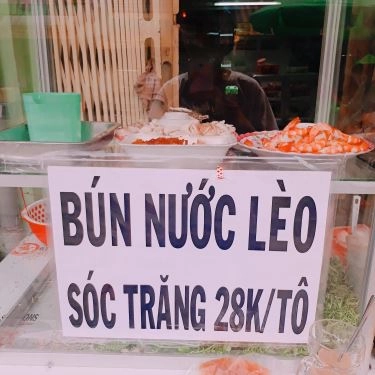 BÚN NƯỚC LÈO
SÓC TRĂNG 28K/TÔ